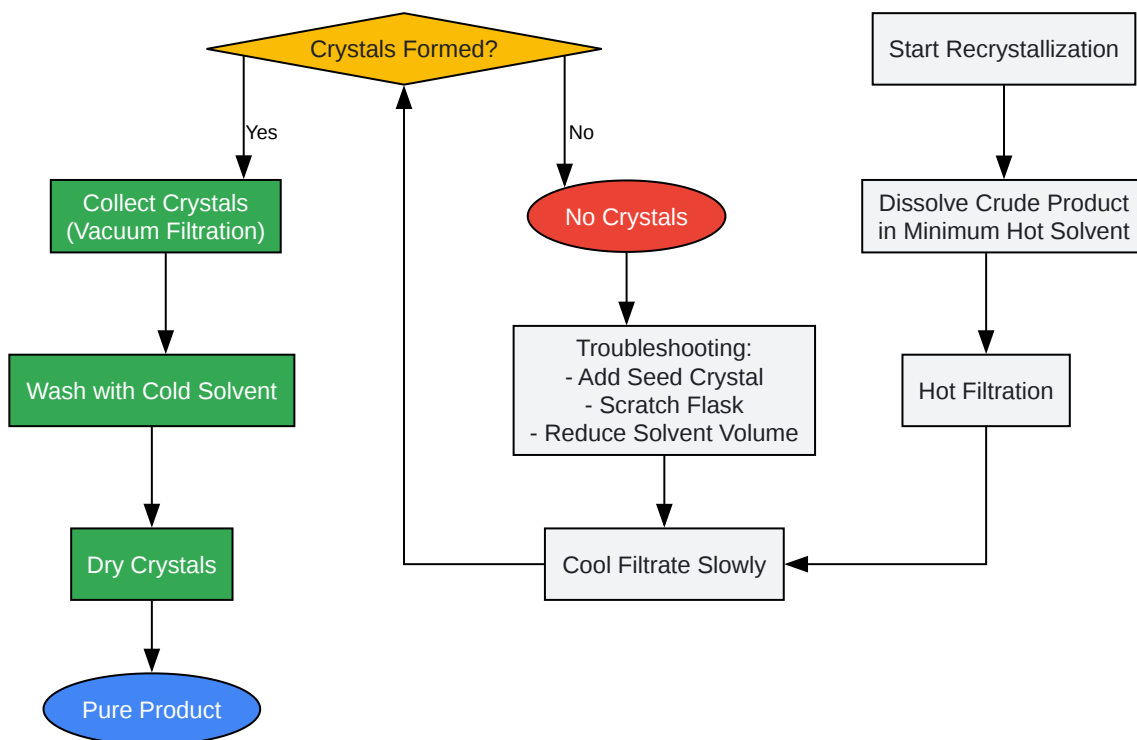 Crystals Formed?
Start Recrystallization
Yes
No
Collect Crystals
(Vacuum Filtration)
No Crystals
Dissolve Crude Product
in Minimum Hot Solvent
Wash with Cold Solvent
Troubleshooting:
- Add Seed Crystal
- Scratch Flask
- Reduce Solvent Volume
Hot Filtration
Dry Crystals
Cool Filtrate Slowly
Pure Product